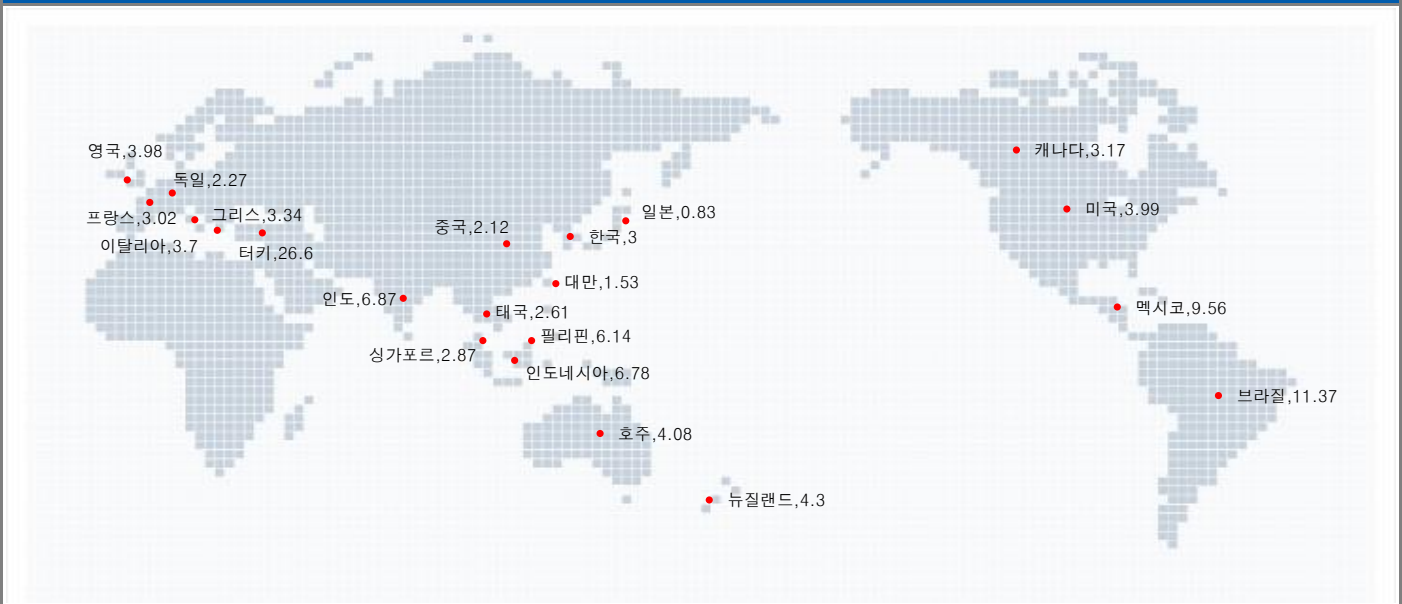 영국,3.98
캐나다,3.17
독일,2.27
미국,3.99
일본,0.83
그리스,3.34
프랑스,3.02
중국,2.12
한국,3
이탈리아,3.7
터키,26.6
대만,1.53
인도,6.87
멕시코,9.56
태국,2.61
필리핀,6.14
싱가포르,2.87
인도네시아,6.78
브라질,11.37
호주,4.08
뉴질랜드,4.3